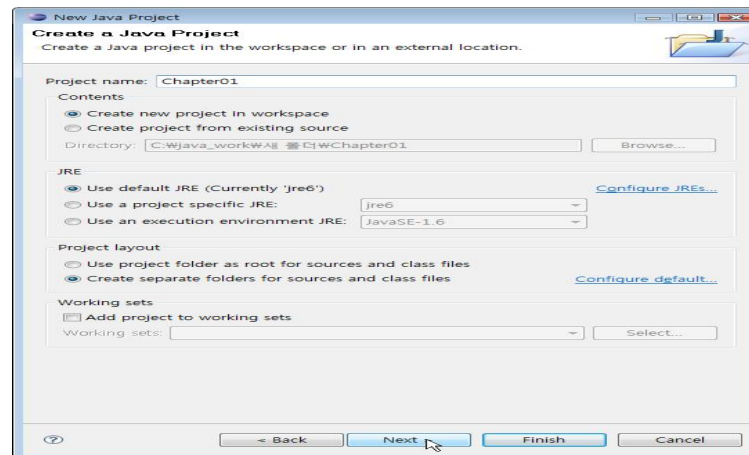 New Java Project
Create a Java Project
Create a Java project in the workspace or in an external location.
Project name: Chapter01
Contents
Create new project in workspace
Create project from existing source
Directory: C:₩java_work₩새 폴더₩Chapter01 Browse...
JRE
Use default JRE (Currently 'jre6') Configure JREs...
Use a project specific JRE: jre6
Use an execution environment JRE: JavaSE-1.6
Project layout
Use project folder as root for sources and class files
Create separate folders for sources and class files Configure default...
Working sets
Add project to working sets
Working sets: Select...
? < Back Next > Finish Cancel